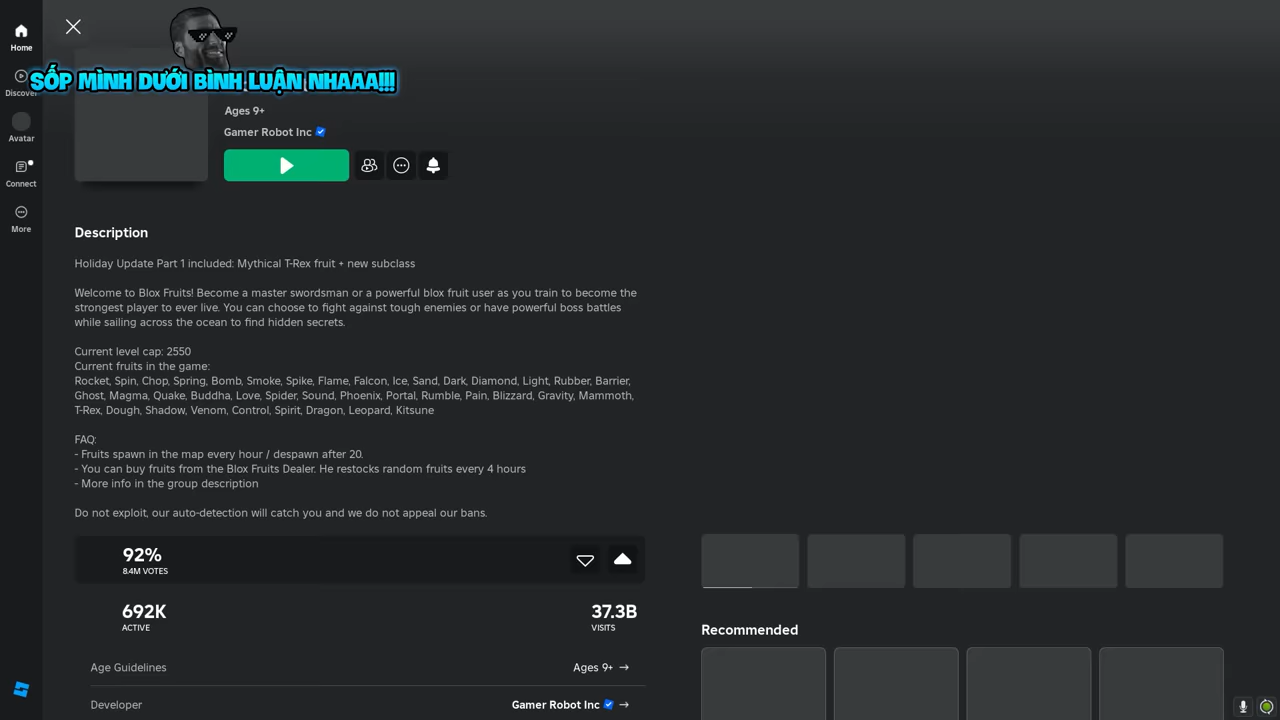 Home
Discover
Avatar
Connect
More
SỐP MÌNH DƯỚI BÌNH LUẬN NHAAA!!!
Ages 9+
Gamer Robot Inc
Description
Holiday Update Part 1 included: Mythical T-Rex fruit + new subclass
Welcome to Blox Fruits! Become a master swordsman or a powerful blox fruit user as you train to become the
strongest player to ever live. You can choose to fight against tough enemies or have powerful boss battles
while sailing across the ocean to find hidden secrets.
Current level cap: 2550
Current fruits in the game:
Rocket, Spin, Chop, Spring, Bomb, Smoke, Spike, Flame, Falcon, Ice, Sand, Dark, Diamond, Light, Rubber, Barrier,
Ghost, Magma, Quake, Buddha, Love, Spider, Sound, Phoenix, Portal, Rumble, Pain, Blizzard, Gravity, Mammoth,
T-Rex, Dough, Shadow, Venom, Control, Spirit, Dragon, Leopard, Kitsune
FAQ:
- Fruits spawn in the map every hour / despawn after 20.
- You can buy fruits from the Blox Fruits Dealer. He restocks random fruits every 4 hours
- More info in the group description
Do not exploit, our auto-detection will catch you and we do not appeal our bans.
92%
8.4M VOTES
692K
ACTIVE
37.3B
VISITS
Age Guidelines
Ages 9+
Developer
Gamer Robot Inc
Recommended